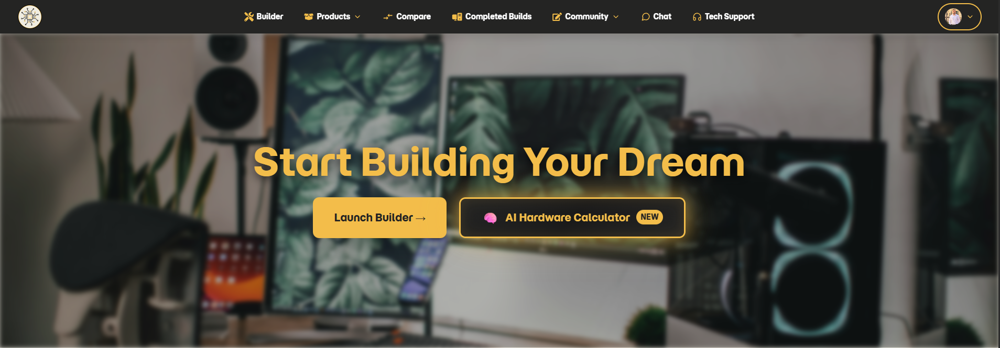 Builder Products Compare Completed Builds Community Chat Tech Support
Start Building Your Dream
Launch Builder →
AI Hardware Calculator NEW